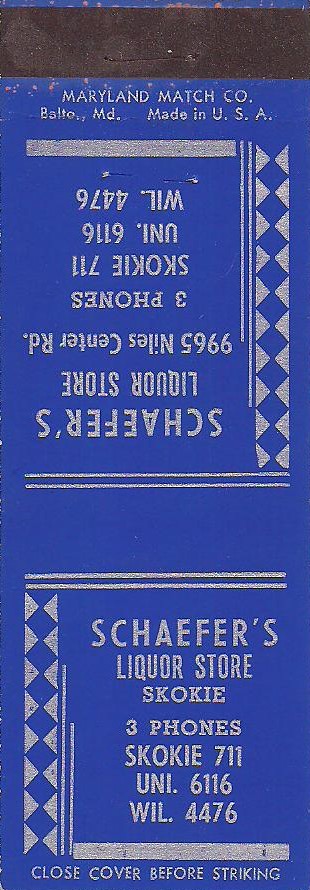 MARYLAND MATCH CO.
Balto., Md. Made in U. S. A.
SCHAEFER'S
LIQUOR STORE
9965 Niles Center Rd.
3 PHONES
SKOKIE 711
UNI. 6116
WIL. 4476
SCHAEFER'S
LIQUOR STORE
SKOKIE
3 PHONES
SKOKIE 711
UNI. 6116
WIL. 4476
CLOSE COVER BEFORE STRIKING